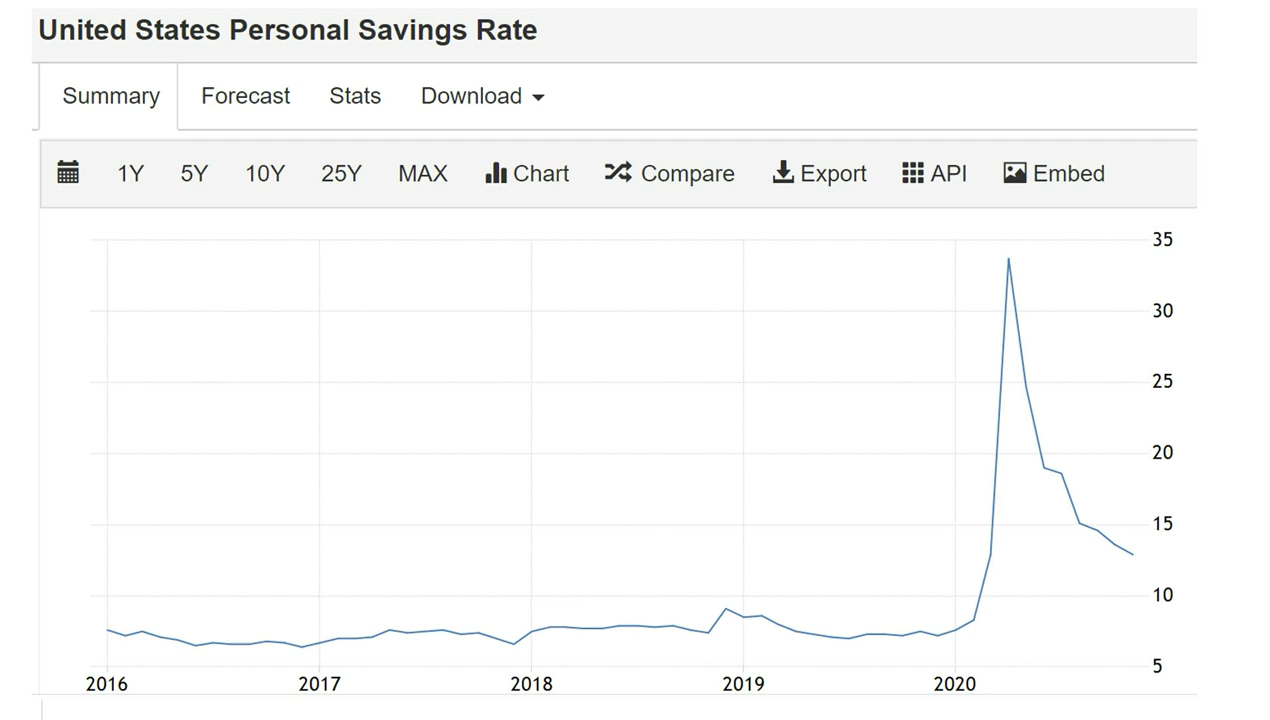 United States Personal Savings Rate
Summary Forecast Stats Download
1Y 5Y 10Y 25Y MAX Chart Compare Export API Embed
35
30
25
20
15
10
5
2016 2017 2018 2019 2020